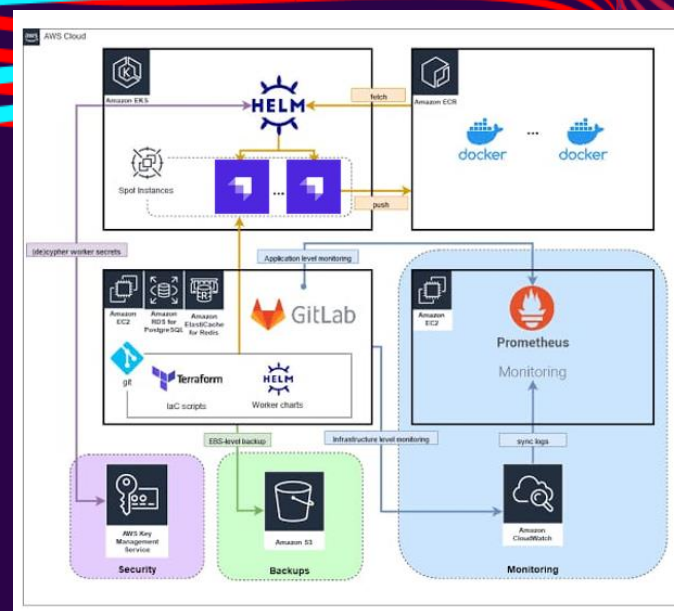 aws AWS Cloud
Amazon EKS
HELM
fetch
Amazon ECR
docker
...
docker
Spot Instances
...
push
(de)cypher worker secrets
Application level monitoring
Amazon
EC2
Amazon
RDS for
PostgreSQL
Amazon
ElastiCache
for Redis
GitLab
git
Terraform
IaC scripts
HELM
Worker charts
Amazon
EC2
Prometheus
Monitoring
EBS-level backup
Infrastructure level monitoring
sync logs
AWS Key
Management
Service
Security
Amazon S3
Backups
Amazon
CloudWatch
Monitoring